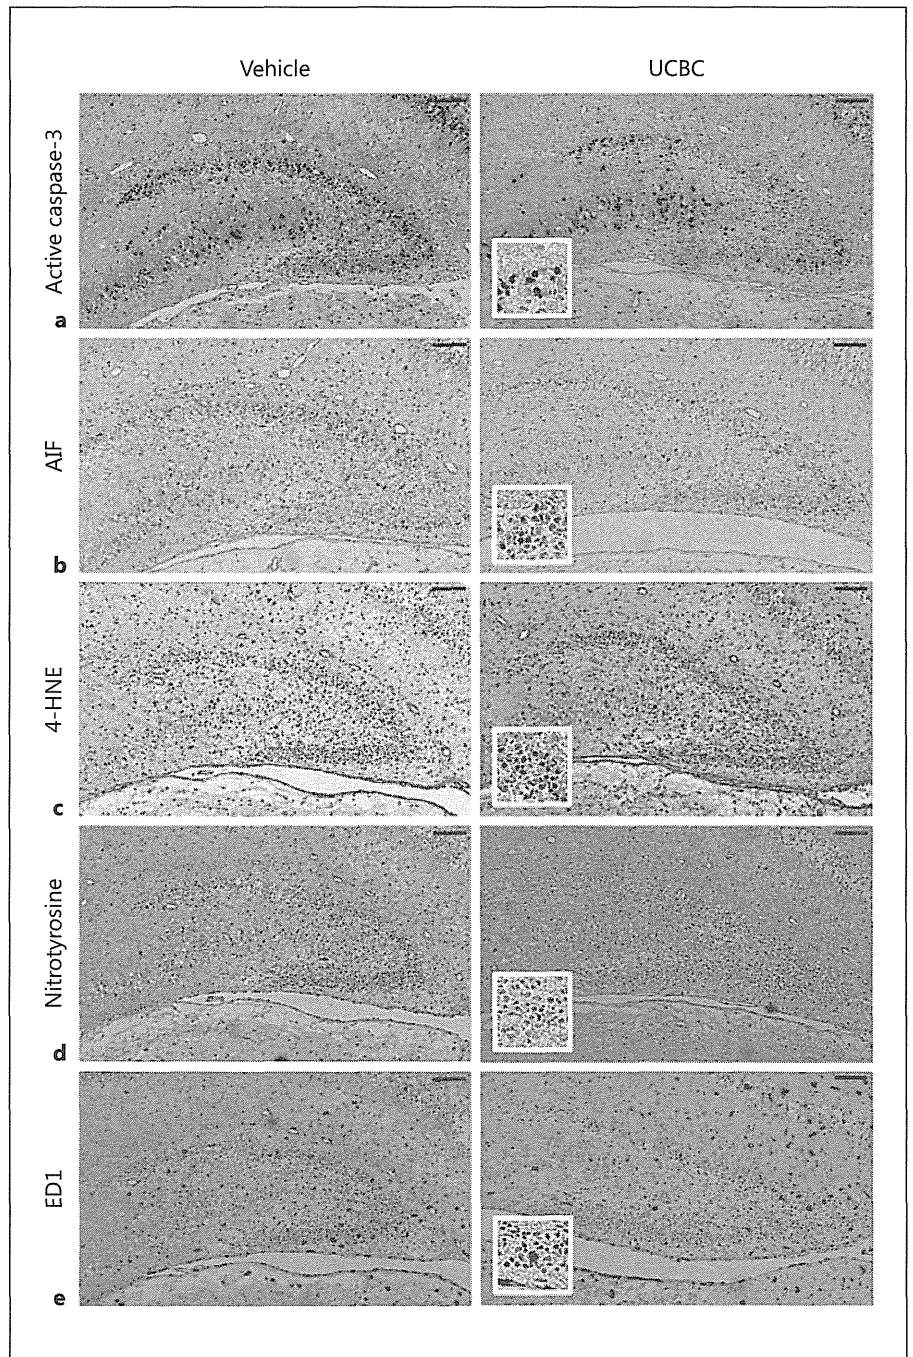 Vehicle
UCBC
Active caspase-3
a
AIF
b
4-HNE
c
Nitrotyrosine
d
ED1
e